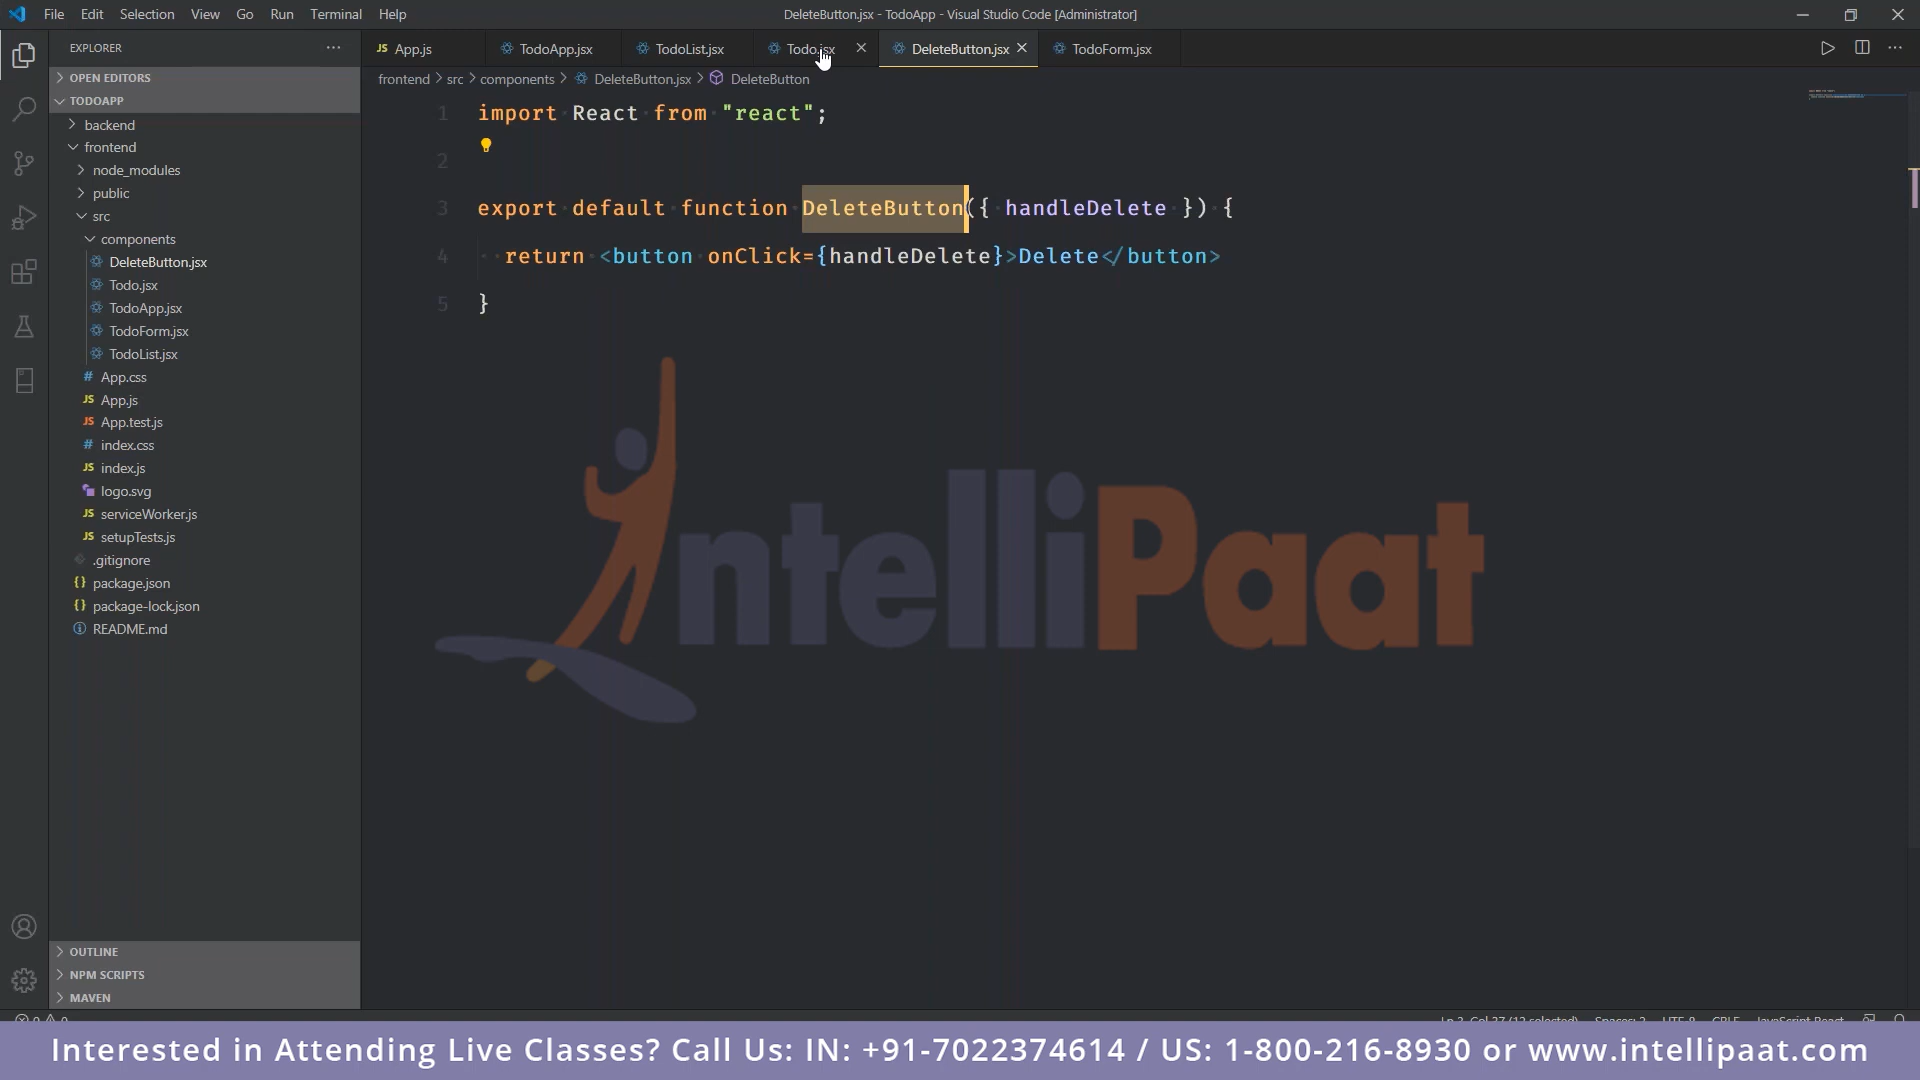 File Edit Selection View Go Run Terminal Help
DeleteButton.jsx - TodoApp - Visual Studio Code [Administrator]
EXPLORER
OPEN EDITORS
TODOAPP
backend
frontend
node_modules
public
src
components
DeleteButton.jsx
Todo.jsx
TodoApp.jsx
TodoForm.jsx
TodoList.jsx
# App.css
JS App.js
JS App.test.js
# index.css
JS index.js
logo.svg
JS serviceWorker.js
JS setupTests.js
.gitignore
{} package.json
{} package-lock.json
README.md
OUTLINE
NPM SCRIPTS
MAVEN
JS App.js TodoApp.jsx TodoList.jsx Todo.jsx DeleteButton.jsx TodoForm.jsx
frontend > src > components > DeleteButton.jsx > DeleteButton
1 import React from "react";
2
3 export default function DeleteButton({ handleDelete }) {
4 return <button onClick={handleDelete}>Delete</button>
5 }
IntelliPaat
Interested in Attending Live Classes? Call Us: IN: +91-7022374614 / US: 1-800-216-8930 or www.intellipaat.com